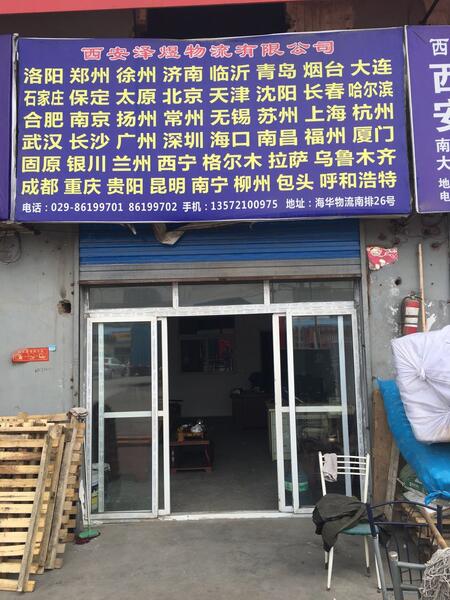 西安泽煜物流有限公司
洛阳 郑州 徐州 济南 临沂 青岛 烟台 大连
石家庄 保定 太原 北京 天津 沈阳 长春 哈尔滨
合肥 南京 扬州 常州 无锡 苏州 上海 杭州
武汉 长沙 广州 深圳 海口 南昌 福州 厦门
固原 银川 兰州 西宁 格尔木 拉萨 乌鲁木齐
成都 重庆 贵阳 昆明 南宁 柳州 包头 呼和浩特
电话：029-86199701 86199702 手机：13572100975 地址：海华物流南排26号
西
西
安
南
大
地
电